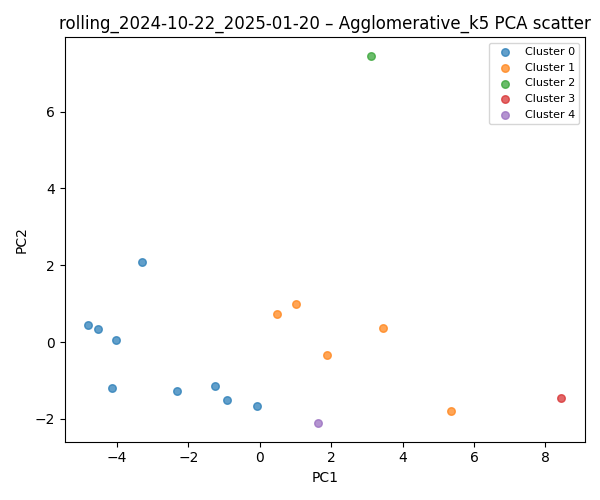 rolling_2024-10-22_2025-01-20 – Agglomerative_k5 PCA scatter
Cluster 0
Cluster 1
Cluster 2
Cluster 3
Cluster 4
PC2
6
4
2
0
−2
−4
−2
0
2
4
6
8
PC1